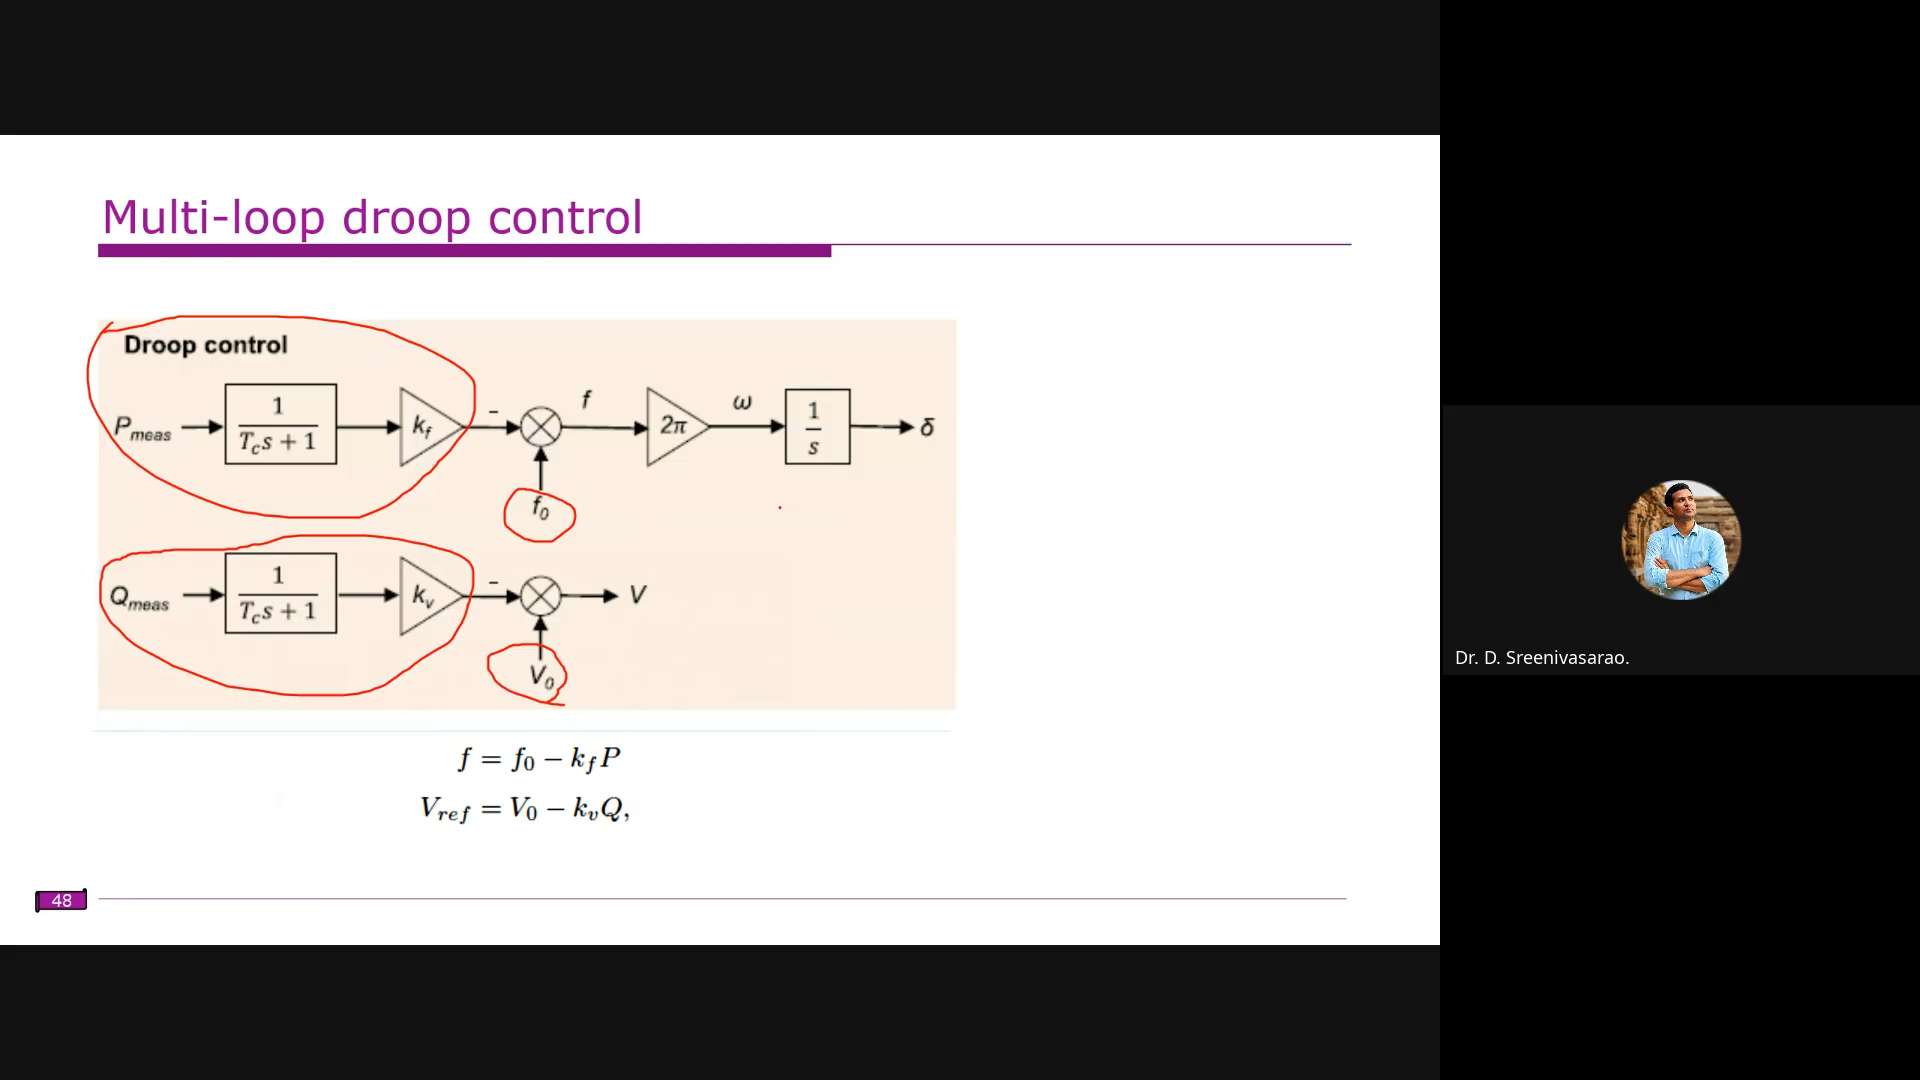 Multi-loop droop control
Droop control
P_meas 1/(T_c s + 1) k_f - f 2π ω 1/s δ
f_0
Q_meas 1/(T_c s + 1) k_v - V
V_0
f = f_0 − k_f P
V_ref = V_0 − k_v Q,
48
Dr. D. Sreenivasarao.